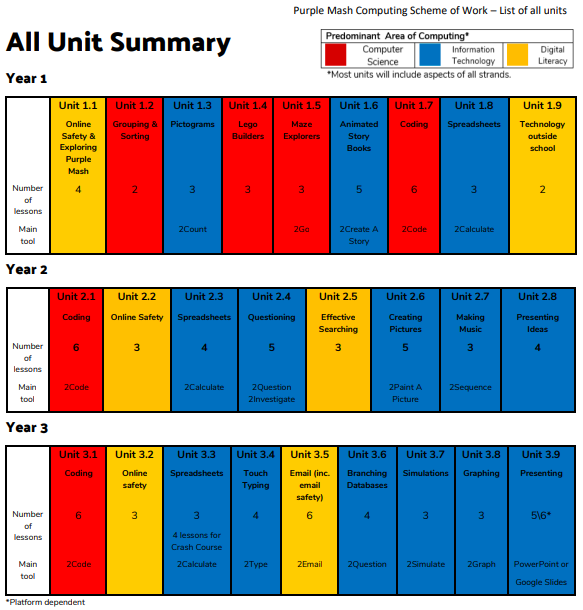 Purple Mash Computing Scheme of Work – List of all units
All Unit Summary
Predominant Area of Computing*
Computer Science
Information Technology
Digital Literacy
*Most units will include aspects of all strands.
Year 1
Unit 1.1 Unit 1.2 Unit 1.3 Unit 1.4 Unit 1.5 Unit 1.6 Unit 1.7 Unit 1.8 Unit 1.9
Online Grouping & Pictograms Lego Maze Animated Coding Spreadsheets Technology
Safety & Sorting Builders Explorers Story outside
Exploring Books school
Purple
Mash
Number of lessons 4 2 3 3 3 5 6 3 2
Main tool 2Count 2Go 2Create A Story 2Code 2Calculate
Year 2
Unit 2.1 Unit 2.2 Unit 2.3 Unit 2.4 Unit 2.5 Unit 2.6 Unit 2.7 Unit 2.8
Coding Online Safety Spreadsheets Questioning Effective Creating Making Presenting
Searching Pictures Music Ideas
Number of lessons 6 3 4 5 3 5 3 4
Main tool 2Code 2Calculate 2Question 2Investigate 2Paint A Picture 2Sequence
Year 3
Unit 3.1 Unit 3.2 Unit 3.3 Unit 3.4 Unit 3.5 Unit 3.6 Unit 3.7 Unit 3.8 Unit 3.9
Coding Online Spreadsheets Touch Email (inc. Branching Simulations Graphing Presenting
safety Typing email Databases
safety)
Number of lessons 6 3 3 4 6 4 3 3 5\6*
4 lessons for Crash Course
Main tool 2Code 2Calculate 2Type 2Email 2Question 2Simulate 2Graph PowerPoint or Google Slides
*Platform dependent